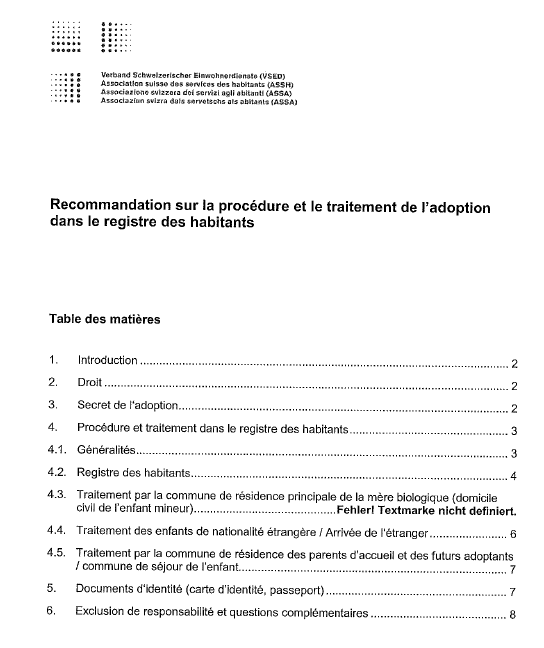 Verband Schweizerischer Einwohnerdienste (VSED)
Association suisse des services des habitants (ASSH)
Associazione svizzera dei servizi agli abitanti (ASSA)
Associaziun svizra dals servetschs als abitants (ASSA)
Recommandation sur la procédure et le traitement de l'adoption
dans le registre des habitants
Table des matières
1. Introduction 2
2. Droit 2
3. Secret de l'adoption 2
4. Procédure et traitement dans le registre des habitants 3
4.1. Généralités 3
4.2. Registre des habitants 4
4.3. Traitement par la commune de résidence principale de la mère biologique (domicile
civil de l'enfant mineur) Fehler! Textmarke nicht definiert.
4.4. Traitement des enfants de nationalité étrangère / Arrivée de l'étranger 6
4.5. Traitement par la commune de résidence des parents d'accueil et des futurs adoptants
/ commune de séjour de l'enfant 7
5. Documents d'identité (carte d'identité, passeport) 7
6. Exclusion de responsabilité et questions complémentaires 8